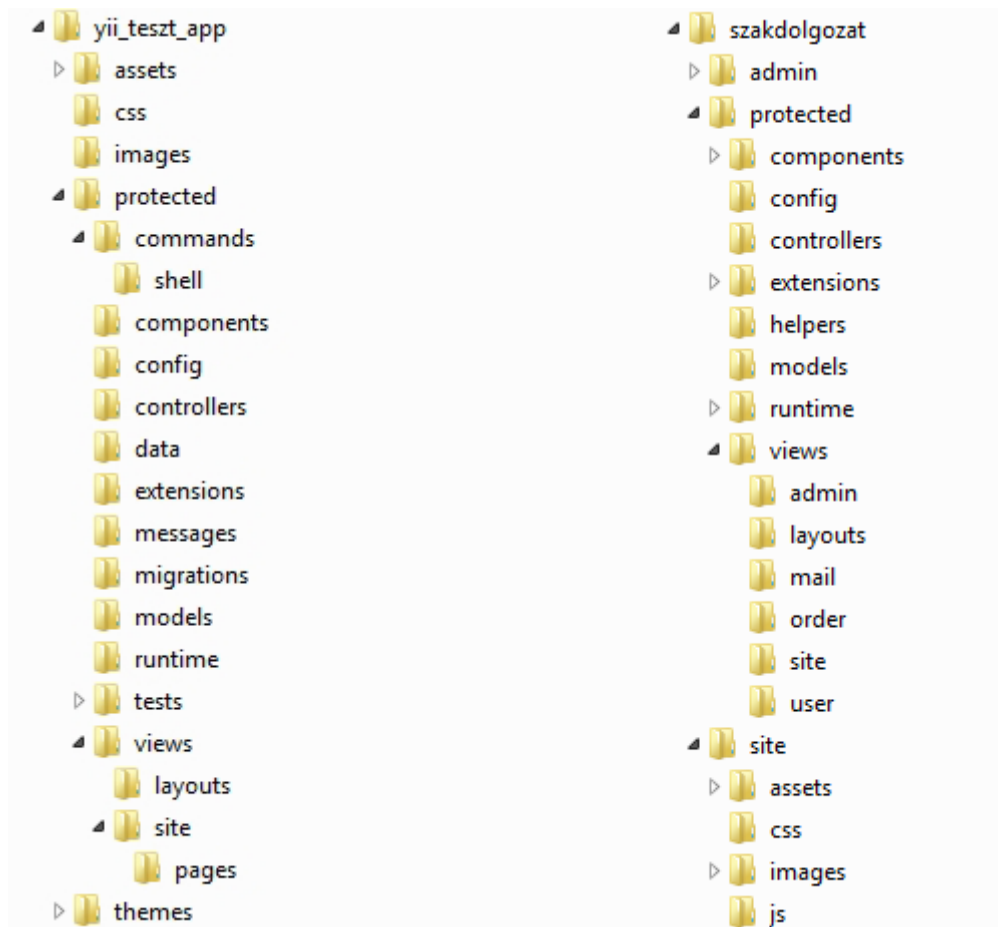 yii_teszt_app
assets
css
images
protected
commands
shell
components
config
controllers
data
extensions
messages
migrations
models
runtime
tests
views
layouts
site
pages
themes
szakdolgozat
admin
protected
components
config
controllers
extensions
helpers
models
runtime
views
admin
layouts
mail
order
site
user
site
assets
css
images
js